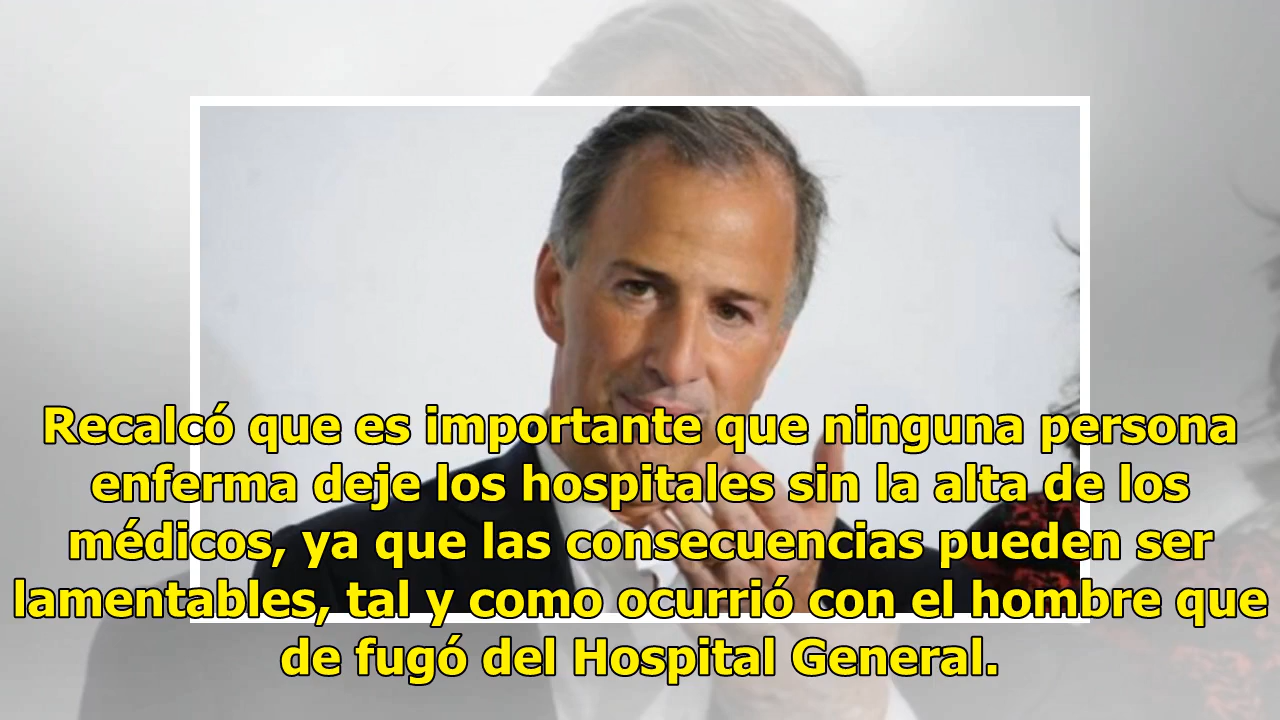 Recalcó que es importante que ninguna persona
enferma deje los hospitales sin la alta de los
médicos, ya que las consecuencias pueden ser
lamentables, tal y como ocurrió con el hombre que
de fugó del Hospital General.